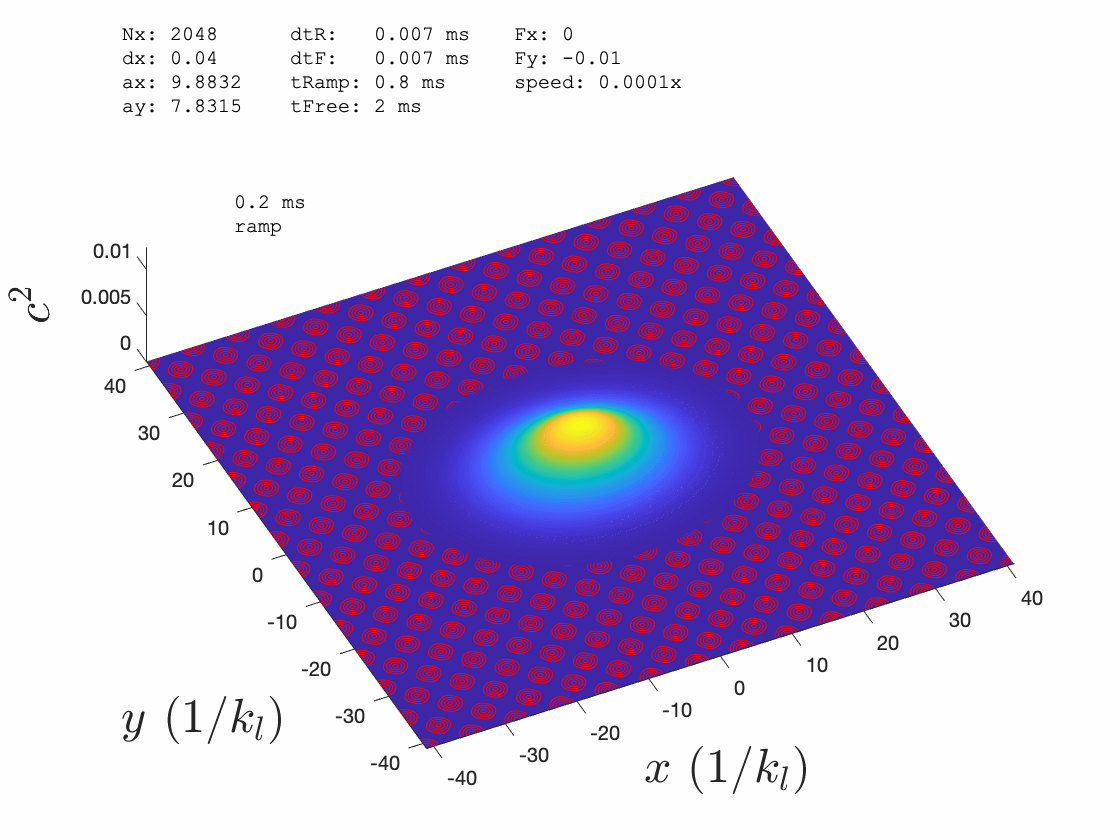 Nx: 2048 dtR: 0.007 ms Fx: 0
dx: 0.04 dtF: 0.007 ms Fy: -0.01
ax: 9.8832 tRamp: 0.8 ms speed: 0.0001x
ay: 7.8315 tFree: 2 ms
0.2 ms
ramp
0.01
0.005
0
c²
40
30
20
10
0
-10
-20
-30
-40
y (1/kₗ)
-40
-30
-20
-10
0
10
20
30
40
x (1/kₗ)